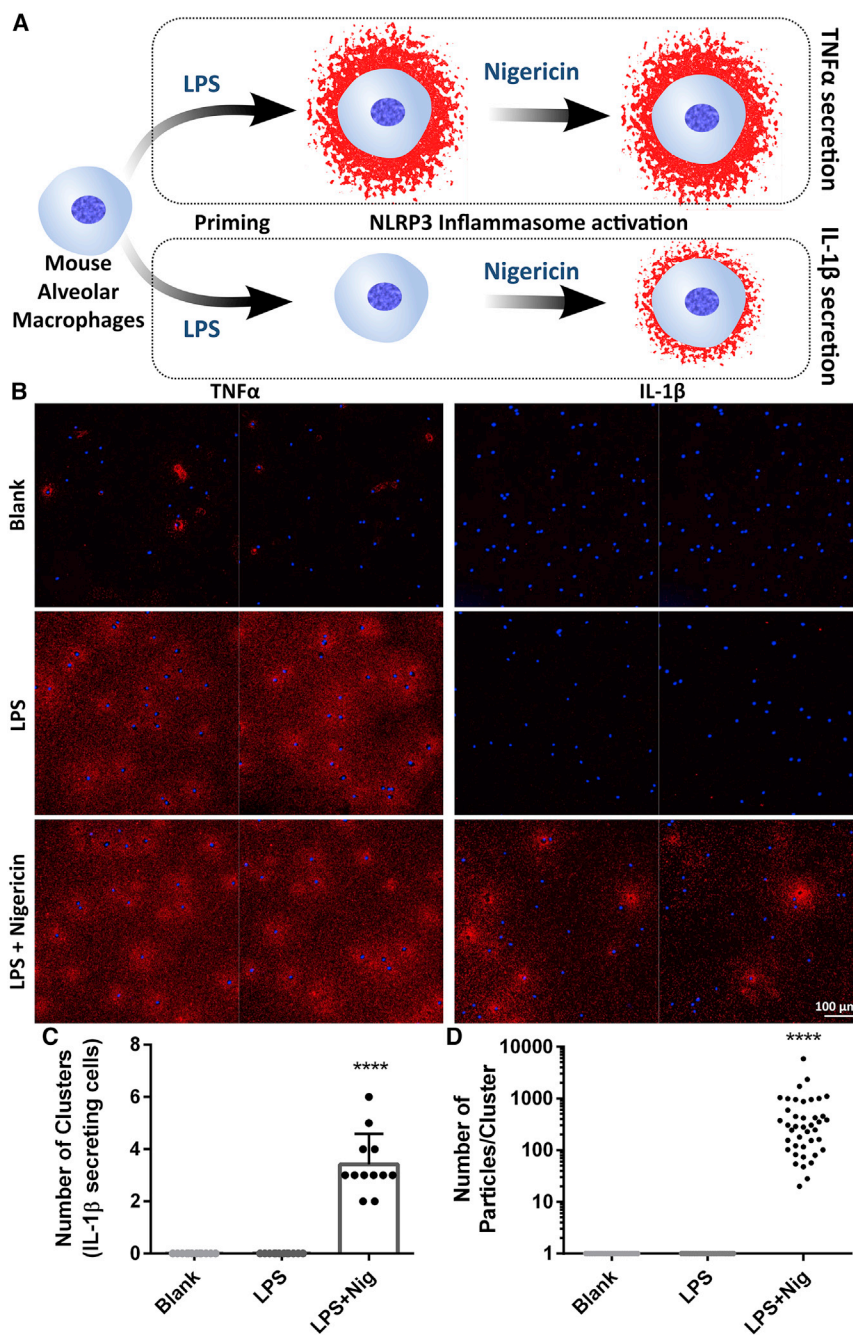 A
LPS
Nigericin
TNFα secretion
Priming
NLRP3 Inflammasome activation
Mouse
Alveolar
Macrophages
LPS
Nigericin
IL-1β secretion
B
TNFα
IL-1β
Blank
LPS
LPS + Nigericin
100 µm
C
Number of Clusters
(IL-1β secreting cells)
8
6
4
2
0
****
Blank
LPS
LPS+Nig
D
Number of
Particles/Cluster
10000
1000
100
10
1
****
Blank
LPS
LPS+Nig